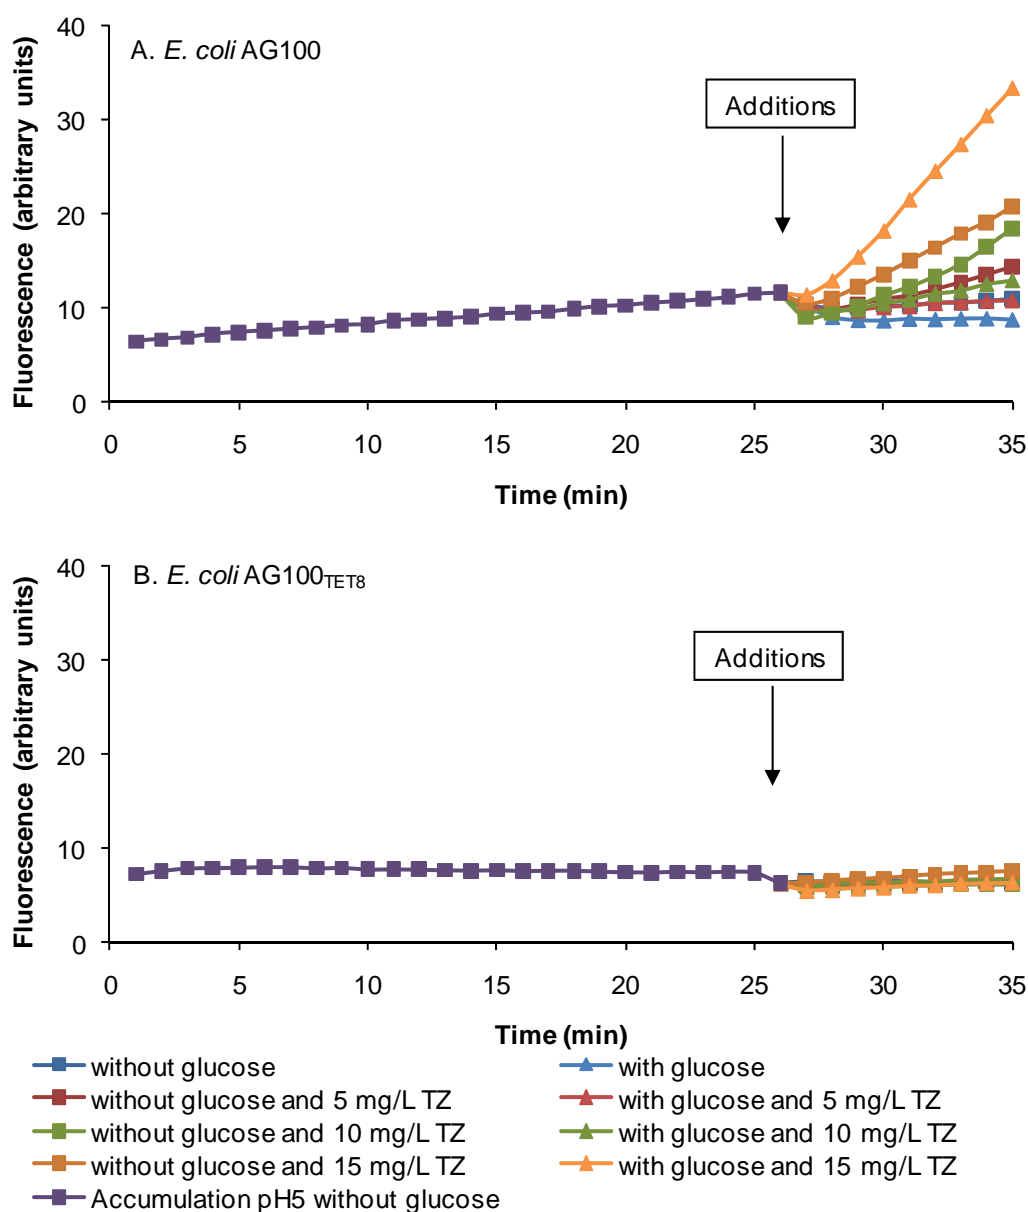 40
A. E. coli AG100
Additions
30
20
10
0
Fluorescence (arbitrary units)
0 5 10 15 20 25 30 35
Time (min)
40
B. E. coli AG100TET8
Additions
30
20
10
0
Fluorescence (arbitrary units)
0 5 10 15 20 25 30 35
Time (min)
without glucose
with glucose
without glucose and 5 mg/L TZ
with glucose and 5 mg/L TZ
without glucose and 10 mg/L TZ
with glucose and 10 mg/L TZ
without glucose and 15 mg/L TZ
with glucose and 15 mg/L TZ
Accumulation pH5 without glucose